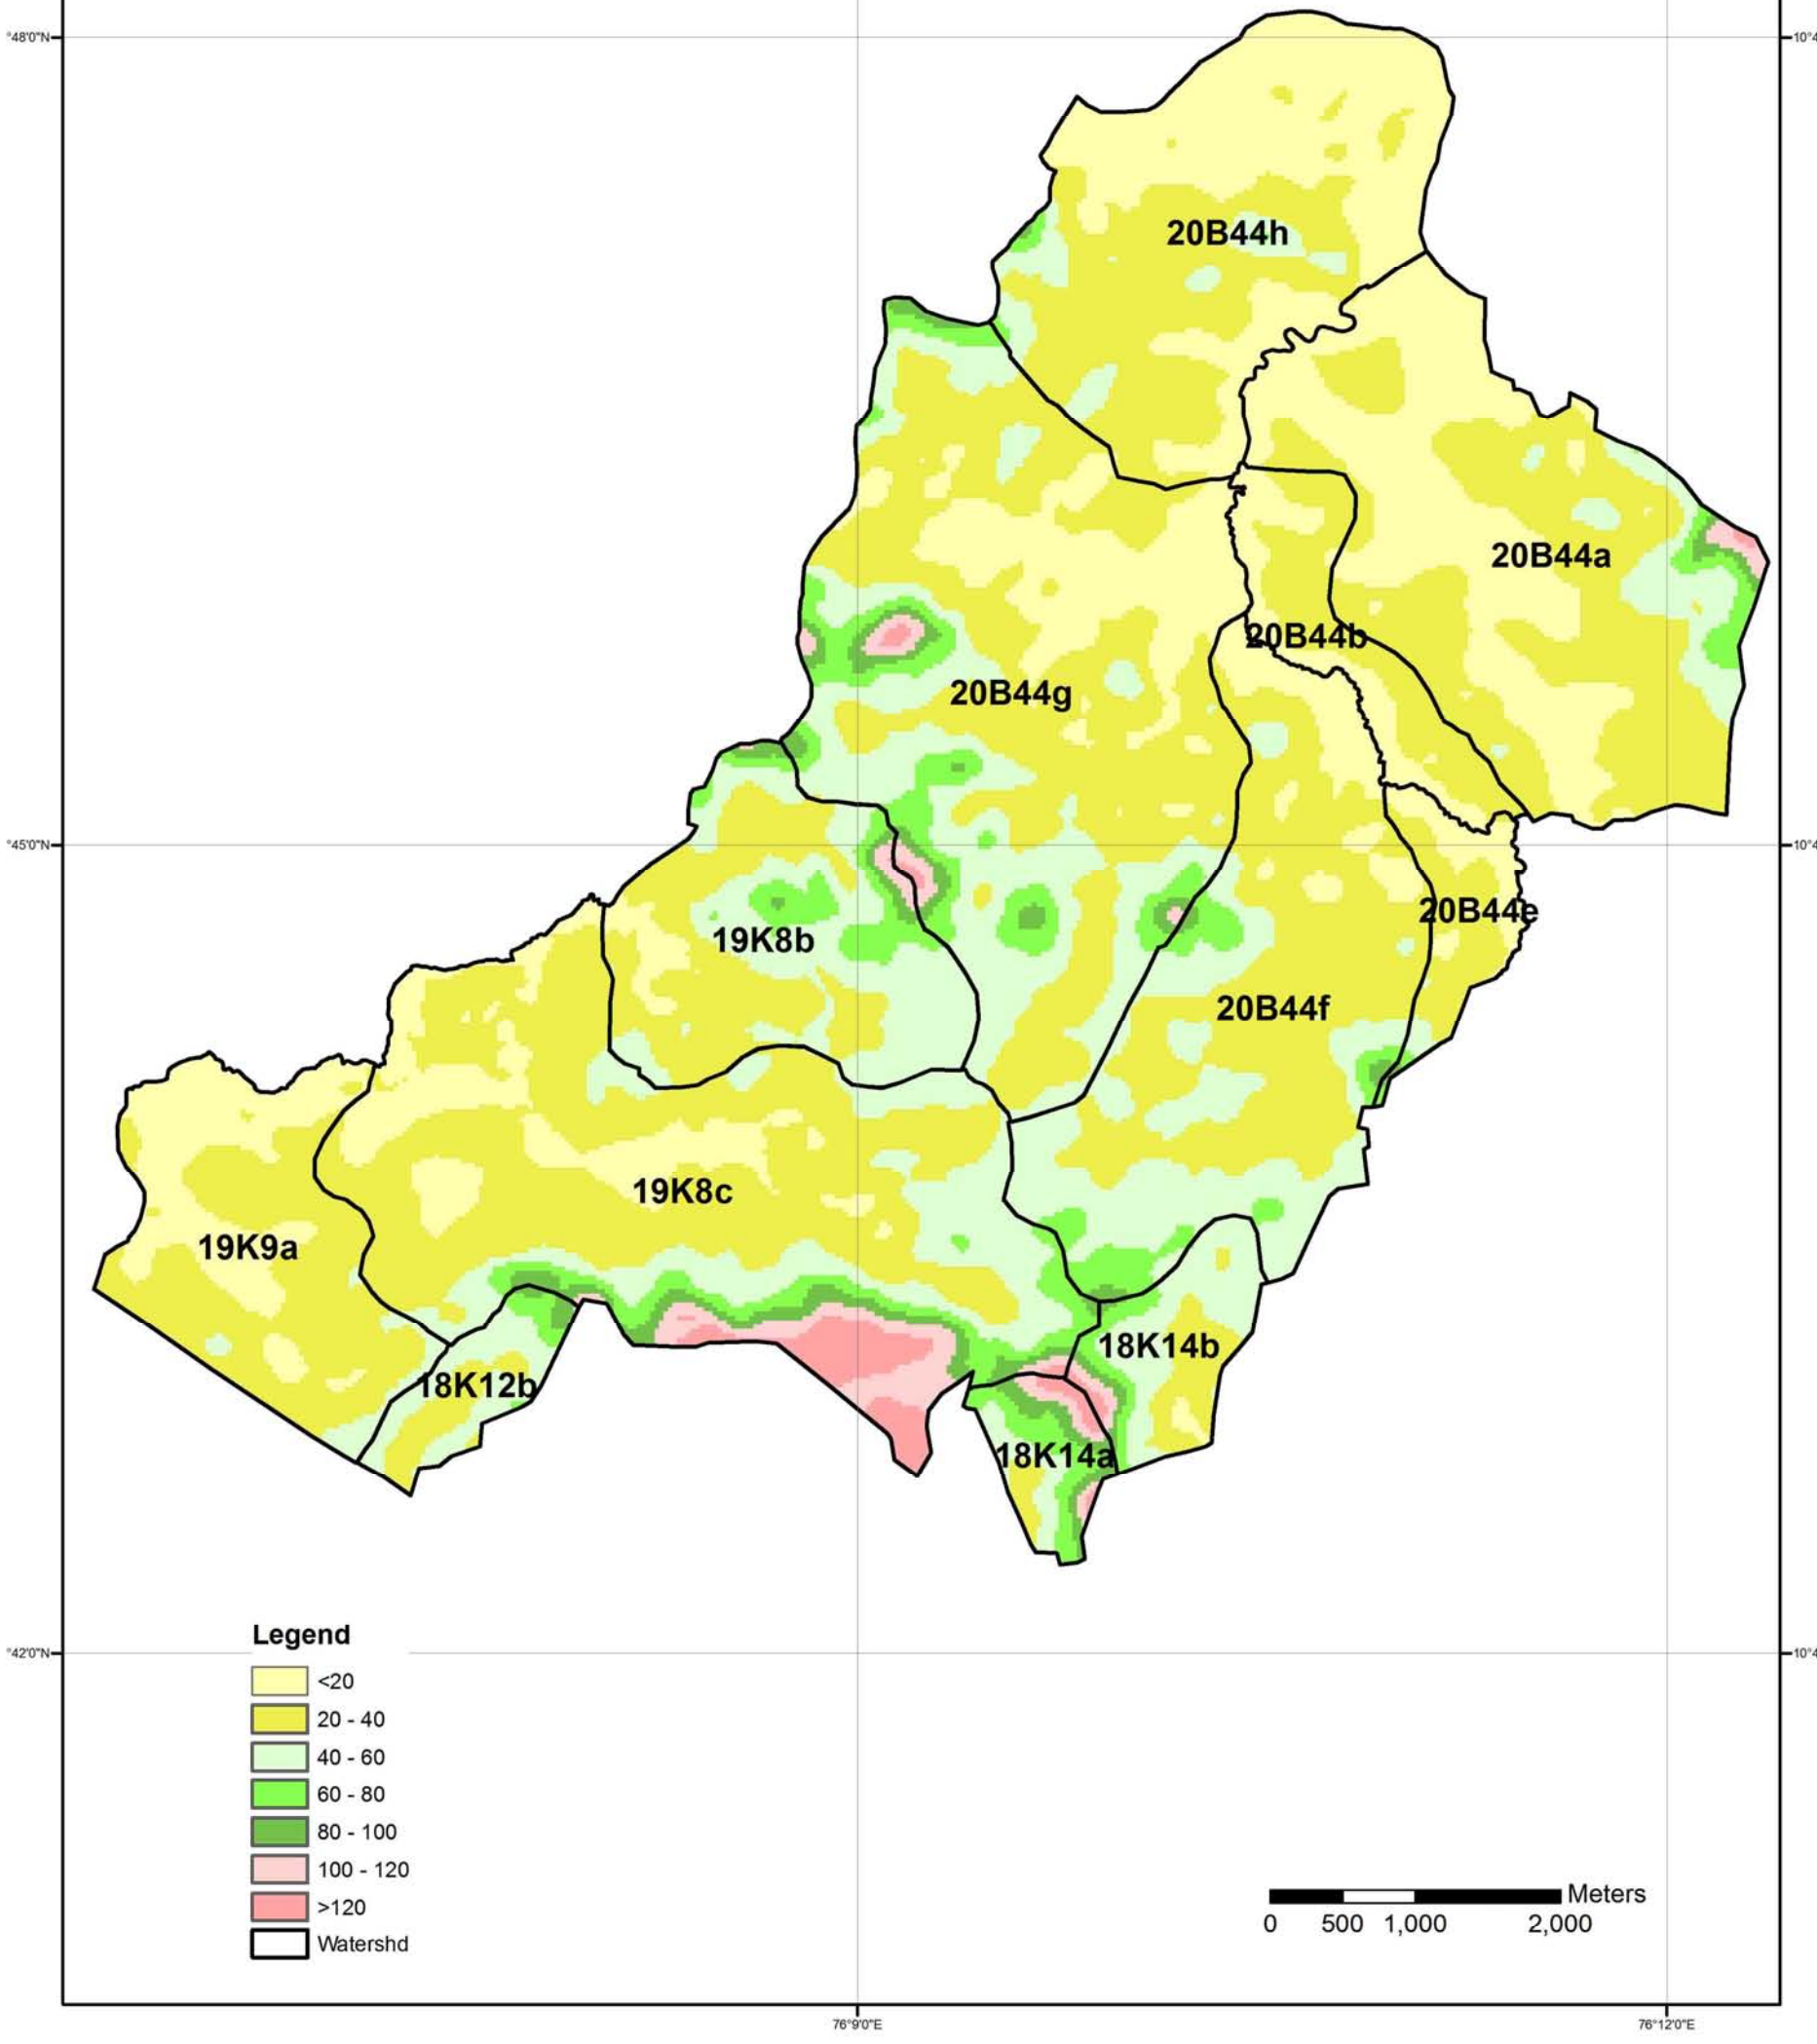 °48'0"N
10°4
20B44h
20B44a
20B44b
20B44g
°45'0"N
10°4
20B44e
19K8b
20B44f
19K8c
19K9a
18K14b
18K12b
18K14a
Legend
°42'0"N
10°4
<20
20 - 40
40 - 60
60 - 80
80 - 100
100 - 120
>120
Watershd
Meters
0 500 1,000 2,000
76°9'0"E
76°12'0"E